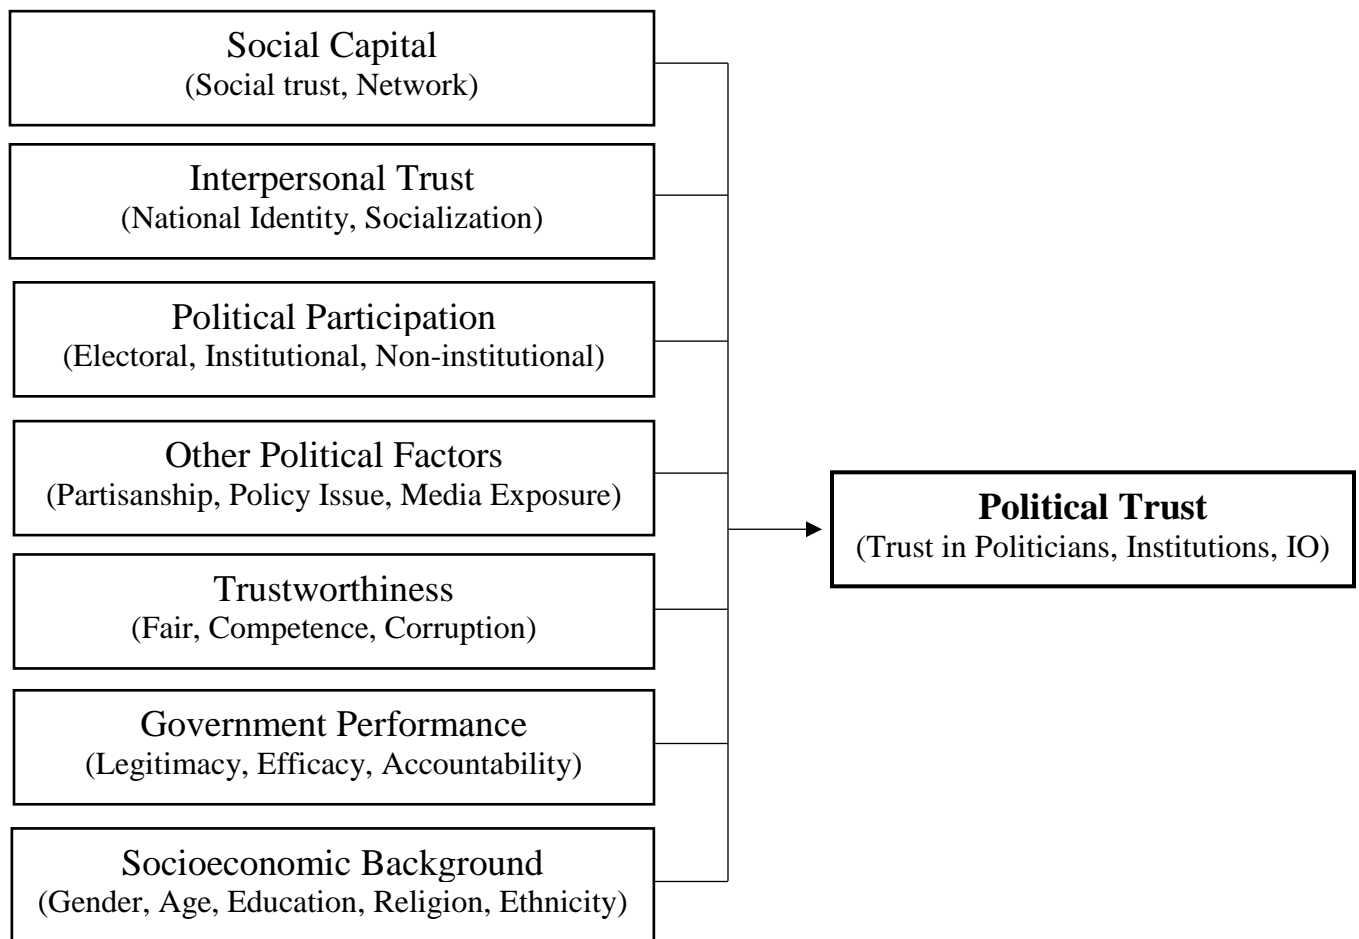 Social Capital
(Social trust, Network)
Interpersonal Trust
(National Identity, Socialization)
Political Participation
(Electoral, Institutional, Non-institutional)
Other Political Factors
(Partisanship, Policy Issue, Media Exposure)
Trustworthiness
(Fair, Competence, Corruption)
Government Performance
(Legitimacy, Efficacy, Accountability)
Socioeconomic Background
(Gender, Age, Education, Religion, Ethnicity)
Political Trust
(Trust in Politicians, Institutions, IO)